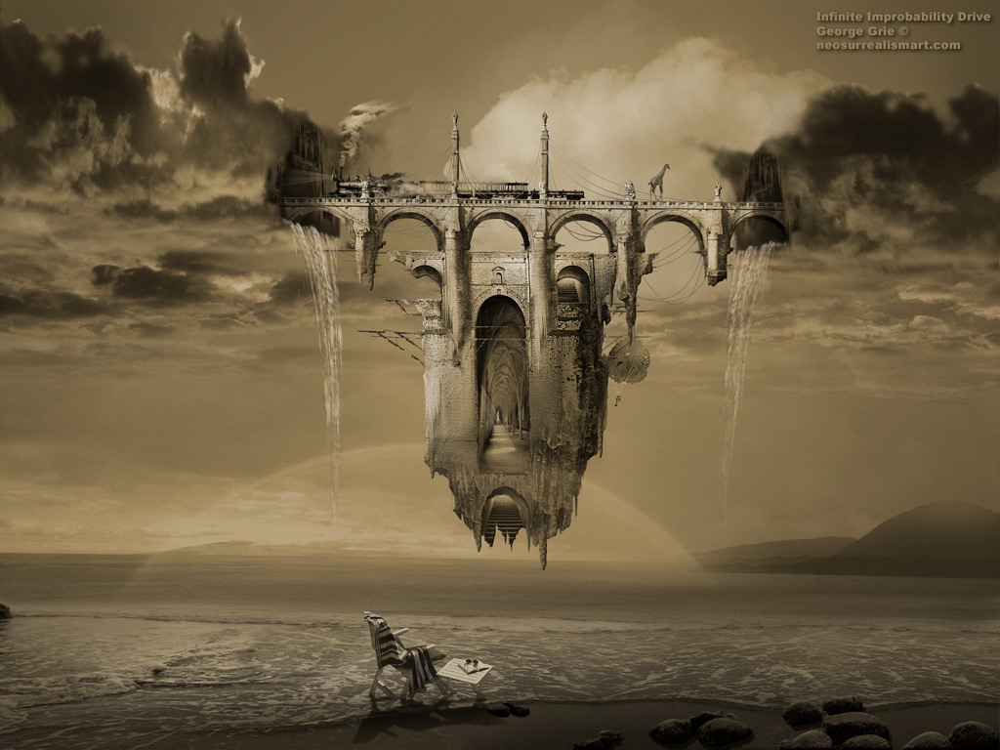 Infinite Improbability Drive
George Grie ©
neosurrealismart.com